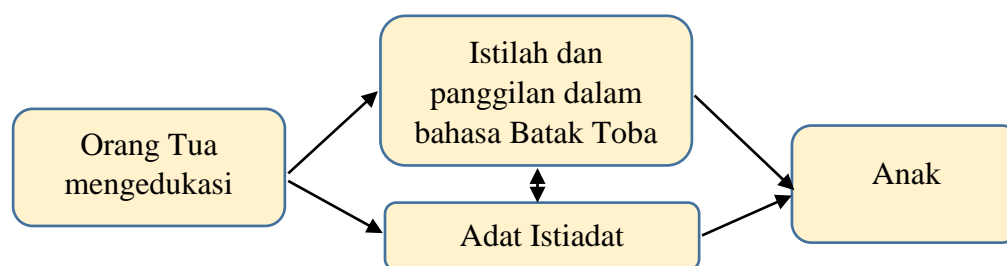 Orang Tua
mengedukasi
Istilah dan
panggilan dalam
bahasa Batak Toba
Adat Istiadat
Anak